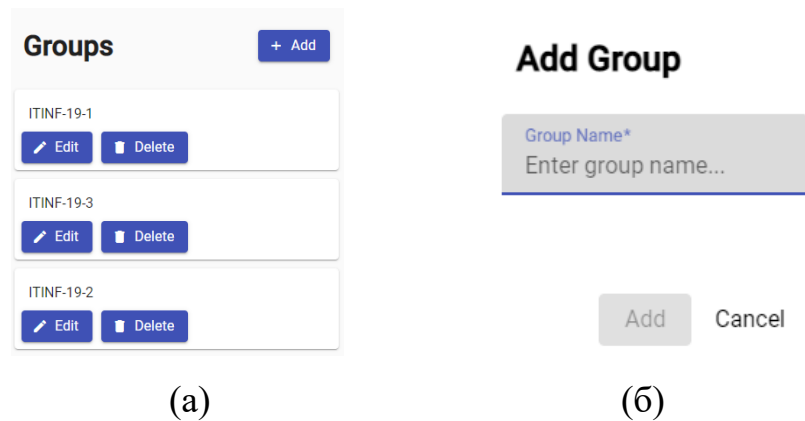 Groups
+ Add
ITINF-19-1
Edit Delete
ITINF-19-3
Edit Delete
ITINF-19-2
Edit Delete
(а)
Add Group
Group Name*
Enter group name...
Add Cancel
(б)